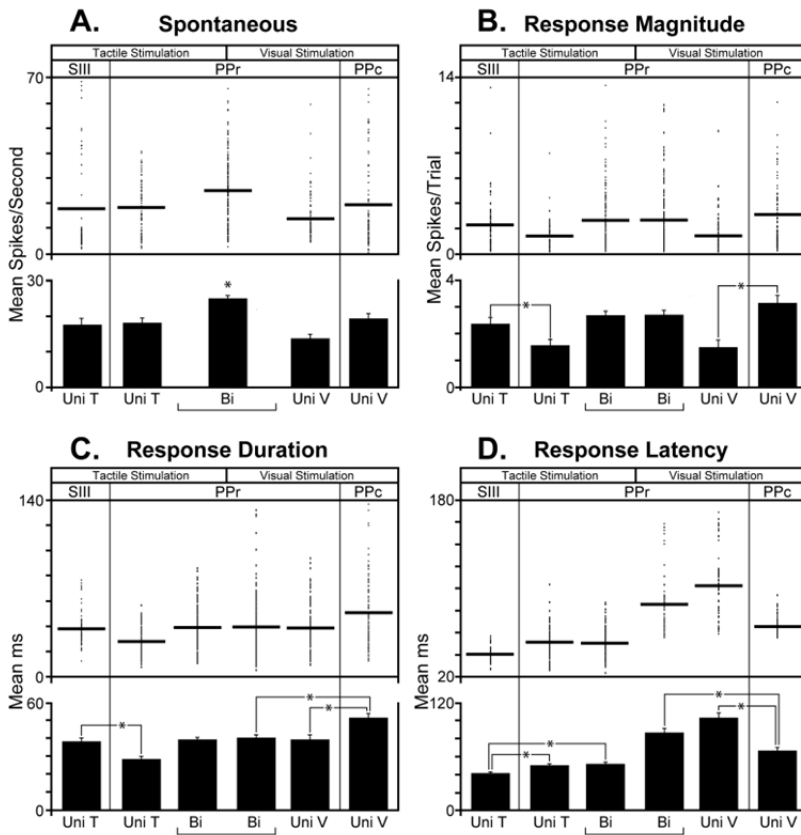 A. Spontaneous
Tactile Stimulation Visual Stimulation
SIII PPr PPc
70
0
Mean Spikes/Second
30
*
0
Uni T Uni T Bi Uni V Uni V
B. Response Magnitude
Tactile Stimulation Visual Stimulation
SIII PPr PPc
14
0
Mean Spikes/Trial
4
* *
0
Uni T Uni T Bi Bi Uni V Uni V
C. Response Duration
Tactile Stimulation Visual Stimulation
SIII PPr PPc
140
0
Mean ms
60
*
* *
0
Uni T Uni T Bi Bi Uni V Uni V
D. Response Latency
Tactile Stimulation Visual Stimulation
SIII PPr PPc
180
20
Mean ms
120
*
*
*
*
0
Uni T Uni T Bi Bi Uni V Uni V